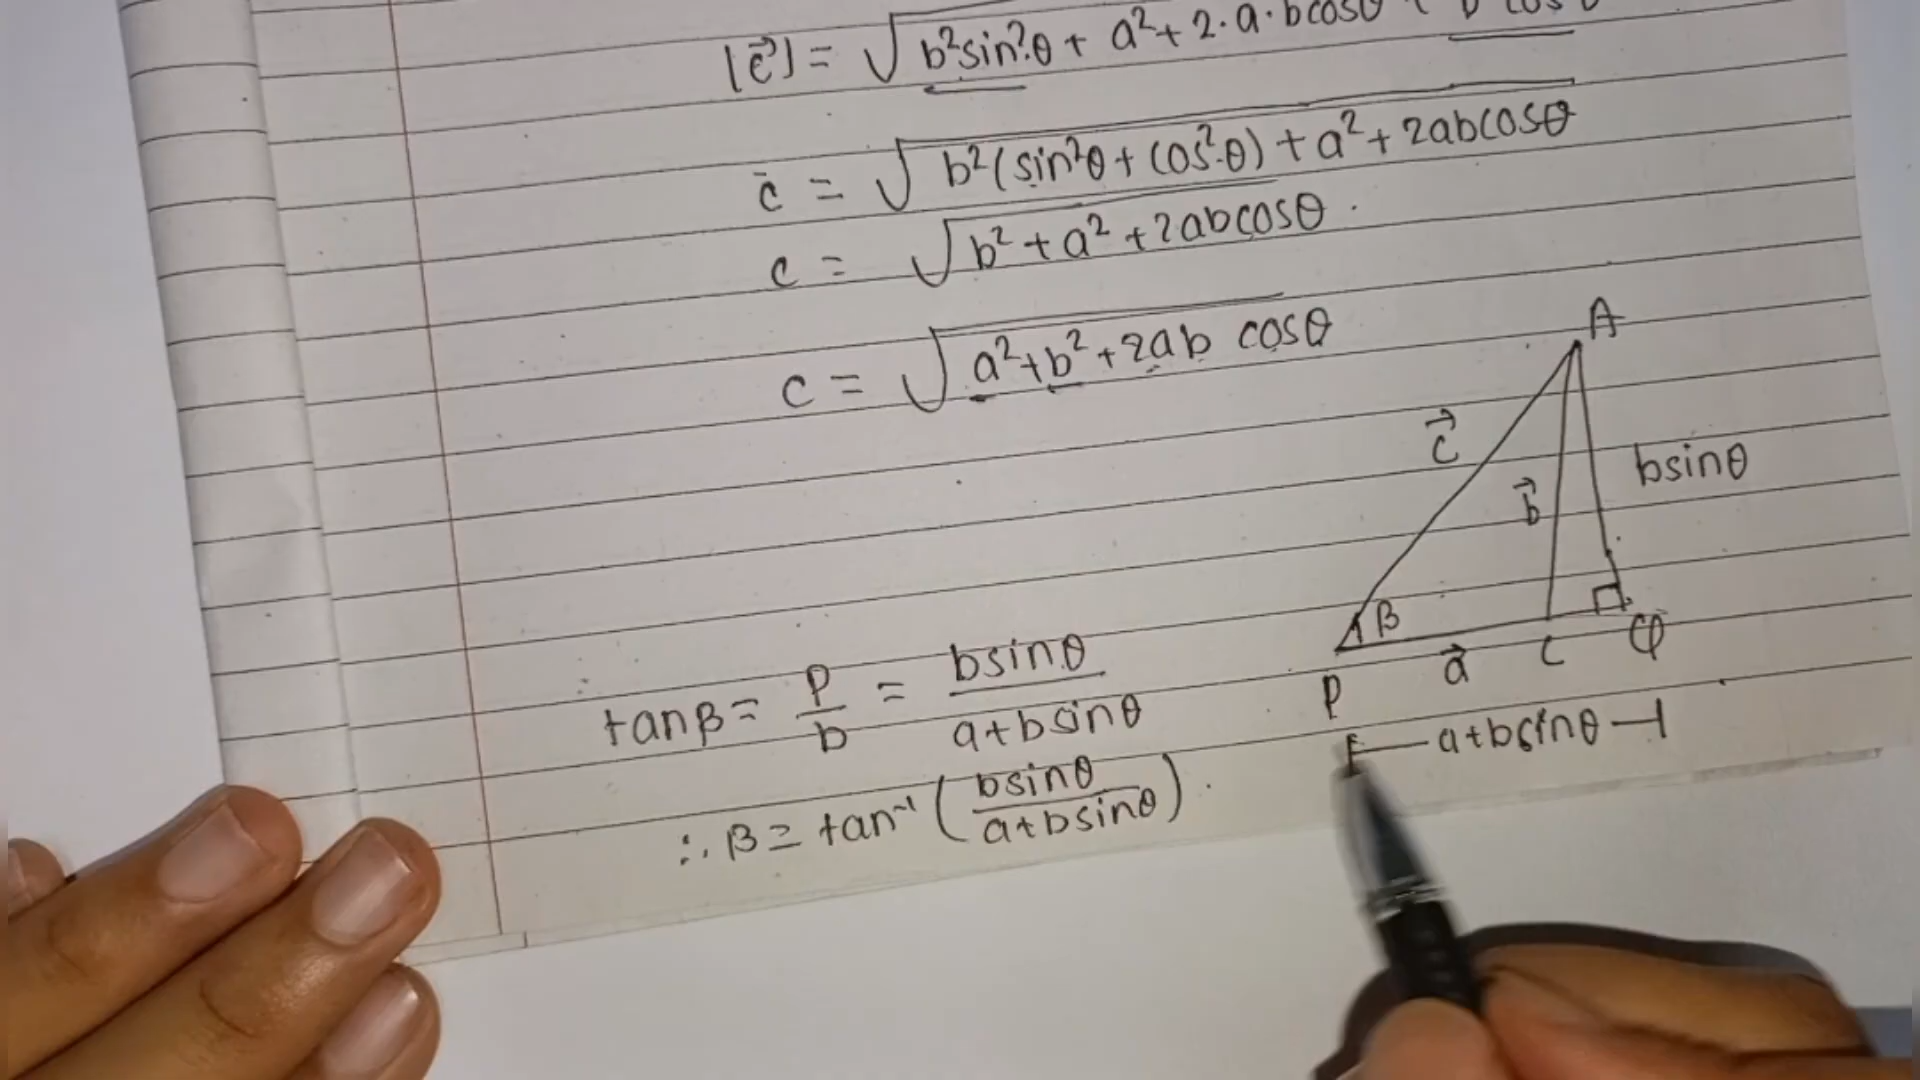 |c⃗| = √b²sin²θ + a² + 2·a·bcosθ
c̄ = √b²(sin²θ + cos²θ) + a² + 2abcosθ
c = √b² + a² + 2abcosθ .
c = √a² + b² + 2ab cosθ
A
c⃗
b⃗
bsinθ
β
a⃗
C
Q
P
a+bsinθ
tanβ = P/b = bsinθ/a+bsinθ
∴ β = tan⁻¹ (bsinθ/a+bsinθ) .